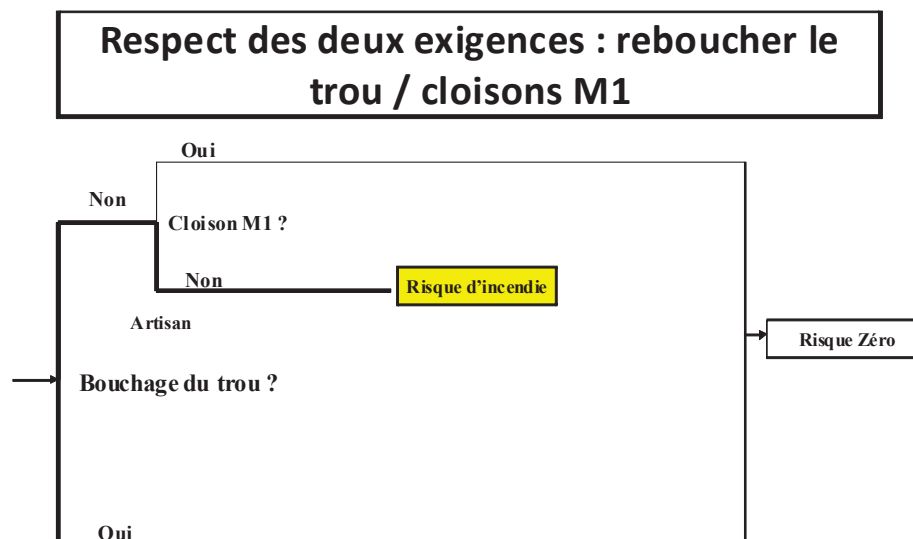 Respect des deux exigences : reboucher le
trou / cloisons M1
Oui
Non
Cloison M1 ?
Non
Risque d’incendie
Artisan
Risque Zéro
Bouchage du trou ?
Oui